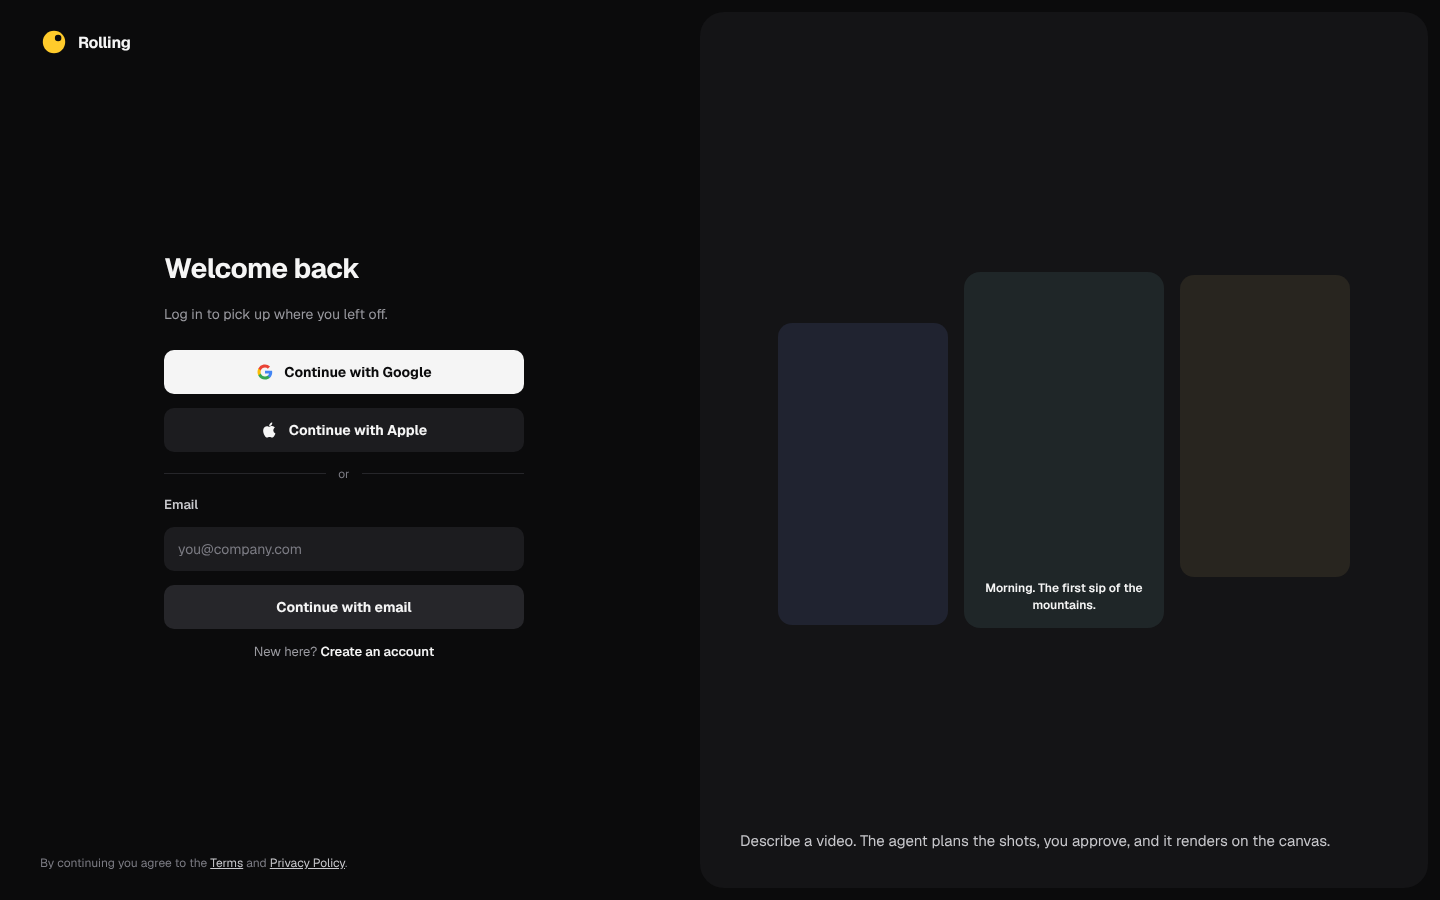 Rolling
Welcome back
Log in to pick up where you left off.
Continue with Google
Continue with Apple
or
Email
you@company.com
Continue with email
New here? Create an account
By continuing you agree to the Terms and Privacy Policy.
Morning. The first sip of the
mountains.
Describe a video. The agent plans the shots, you approve, and it renders on the canvas.